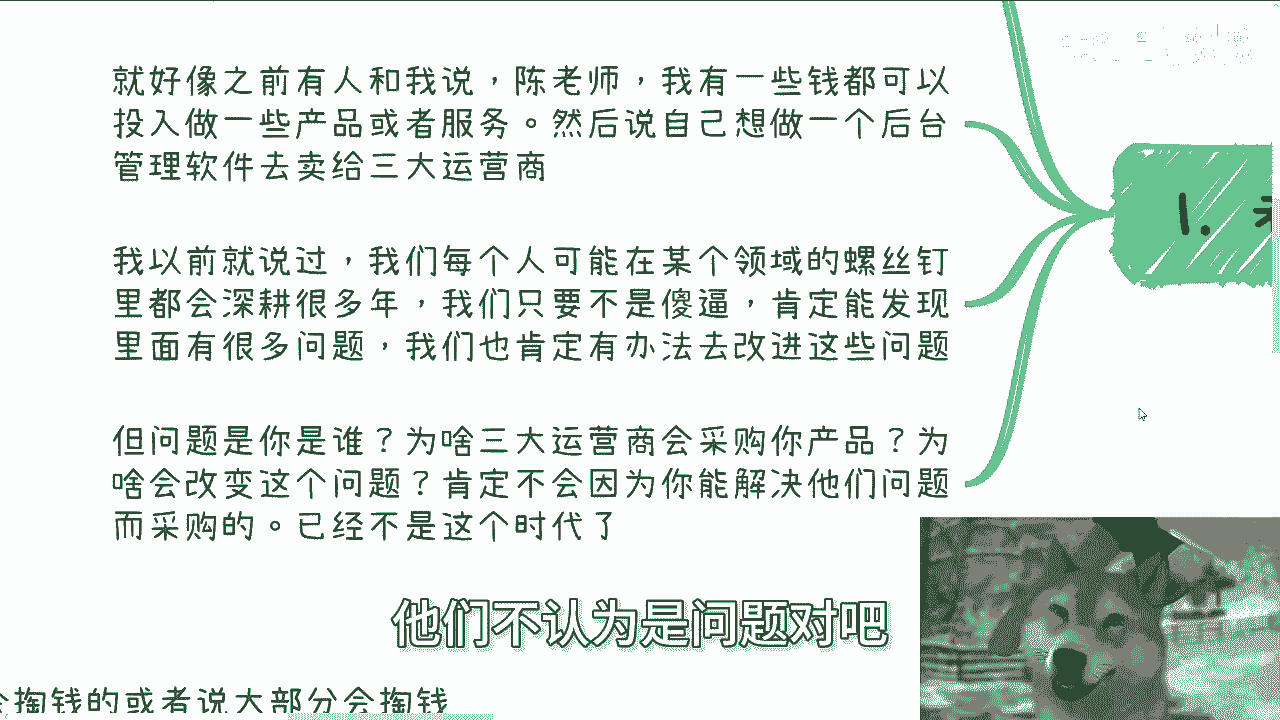 就好像之前有人和我说，陈老师，我有一些钱都可以
投入做一些产品或者服务。然后说自己想做一个后台
管理软件去卖给三大运营商
我以前就说过，我们每个人可能在某个领域的螺丝钉
里都会深耕很多年，我们只要不是傻逼，肯定能发现
里面有很多问题，我们也肯定有办法去改进这些问题
但问题是你是谁？为啥三大运营商会采购你产品？为
啥会改变这个问题？肯定不会因为你能解决他们问题
而采购的。已经不是这个时代了
1.
他们不认为是问题对吧
会掏钱的或者说大部分会掏钱